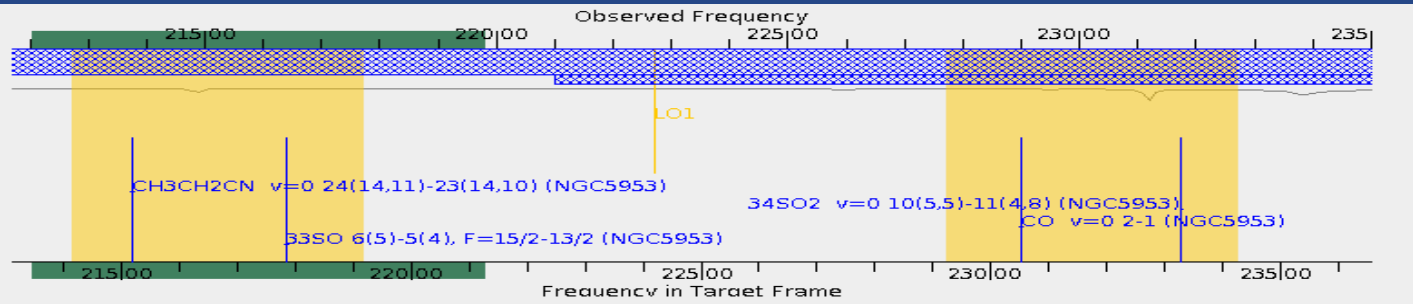 Observed Frequency
215|00 220|00 225|00 230|00 235|
LO1
CH3CH2CN v=0 24(14,11)-23(14,10) (NGC5953)
34SO2 v=0 10(5,5)-11(4,8) (NGC5953)
CO v=0 2-1 (NGC5953)
33SO 6(5)-5(4), F=15/2-13/2 (NGC5953)
215|00 220|00 225|00 230|00 235|00
Frequency in Target Frame